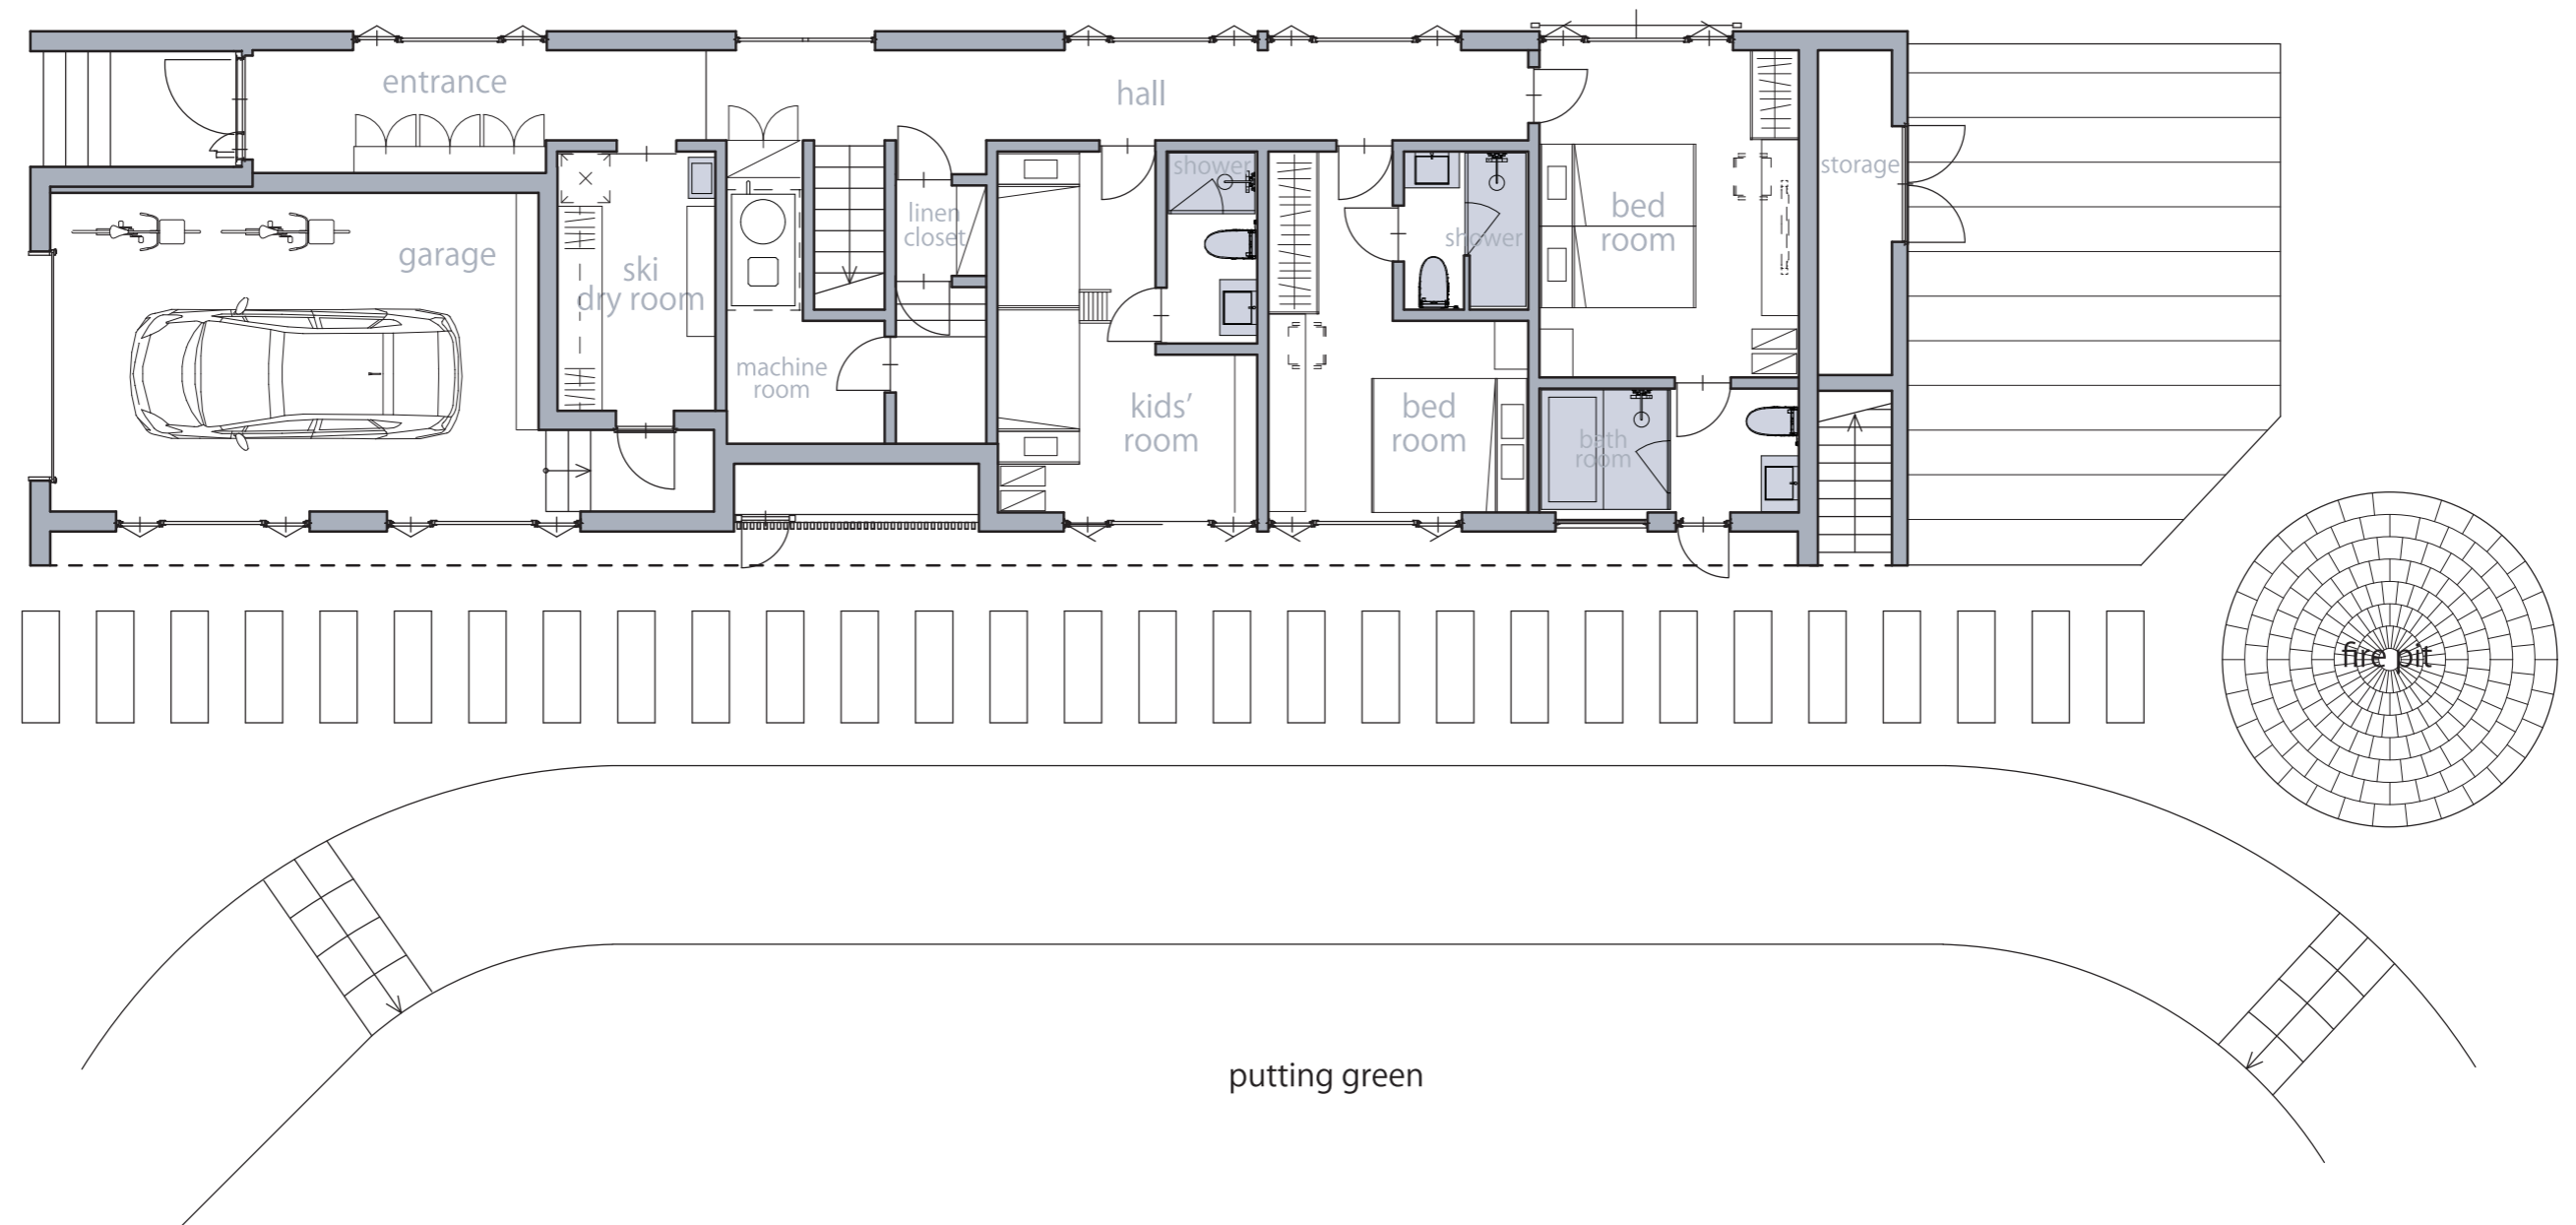 entrance
hall
shower
storage
linen
closet
bed
room
shower
garage
ski
dry room
machine
room
kids’
room
bed
room
bath
room
fire pit
putting green